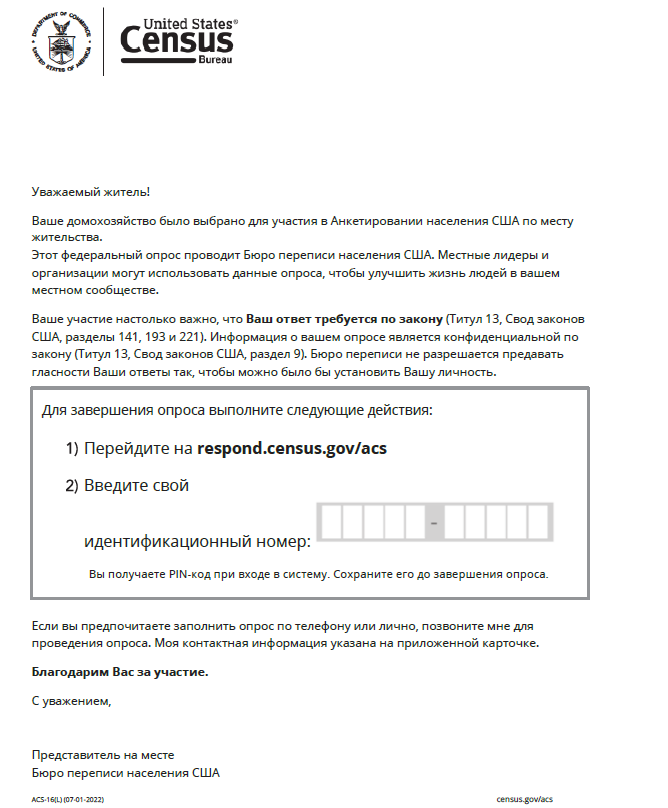 DEPARTMENT OF COMMERCE
UNITED STATES OF AMERICA
United States®
Census
Bureau
Уважаемый житель!
Ваше домохозяйство было выбрано для участия в Анкетировании населения США по месту
жительства.
Этот федеральный опрос проводит Бюро переписи населения США. Местные лидеры и
организации могут использовать данные опроса, чтобы улучшить жизнь людей в вашем
местном сообществе.
Ваше участие настолько важно, что Ваш ответ требуется по закону (Титул 13, Свод законов
США, разделы 141, 193 и 221). Информация о вашем опросе является конфиденциальной по
закону (Титул 13, Свод законов США, раздел 9). Бюро переписи не разрешается предавать
гласности Ваши ответы так, чтобы можно было бы установить Вашу личность.
Для завершения опроса выполните следующие действия:
1) Перейдите на respond.census.gov/acs
2) Введите свой
идентификационный номер: –
Вы получаете PIN-код при входе в систему. Сохраните его до завершения опроса.
Если вы предпочитаете заполнить опрос по телефону или лично, позвоните мне для
проведения опроса. Моя контактная информация указана на приложенной карточке.
Благодарим Вас за участие.
С уважением,
Представитель на месте
Бюро переписи населения США
ACS-16(L) (07-01-2022) census.gov/acs